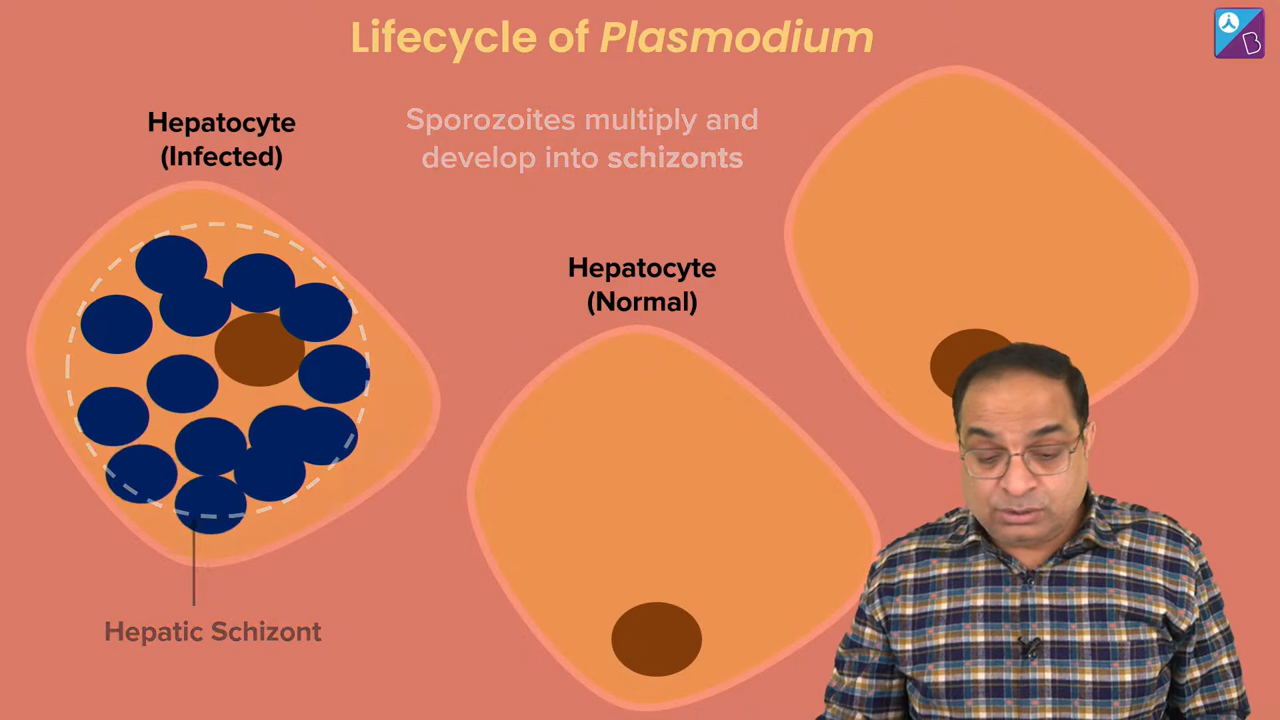 Lifecycle of Plasmodium
Hepatocyte
(Infected)
Sporozoites multiply and
develop into schizonts
Hepatocyte
(Normal)
Hepatic Schizont
B